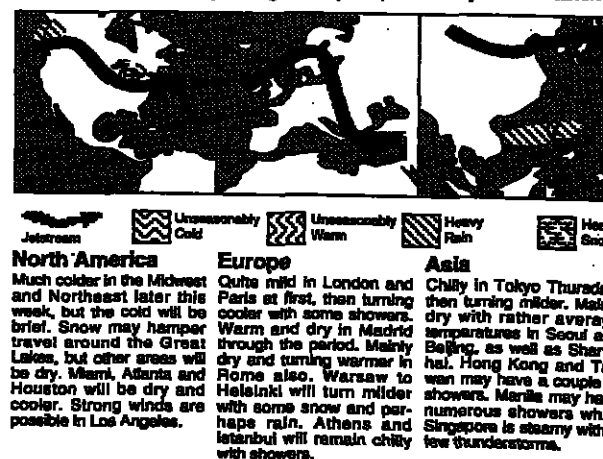 Jetstream
Unseasonably
Cold
Unseasonably
Warm
Heavy
Rain
North America
Much colder in the Midwest
and Northeast later this
week, but the cold will be
brief. Snow may hamper
travel around the Great
Lakes, but other areas will
be dry. Miami, Atlanta and
Houston will be dry and
cooler. Strong winds are
possible in Los Angeles.
Europe
Quite mild in London and
Paris at first, then turning
cooler with some showers.
Warm and dry in Madrid
through the period. Mainly
dry and turning warmer in
Rome also. Warsaw to
Helsinki will turn milder
with some snow and per-
haps rain. Athens and
Istanbul will remain chilly
with showers.
Asia
Chilly in Tokyo
then turning milder.
dry with rather
temperatures in Seoul
Beijing, as well as
Hong Kong and
may have a couple
showers. Manila may
numerous showers
Singapore is steamy with
few thunderstorms.